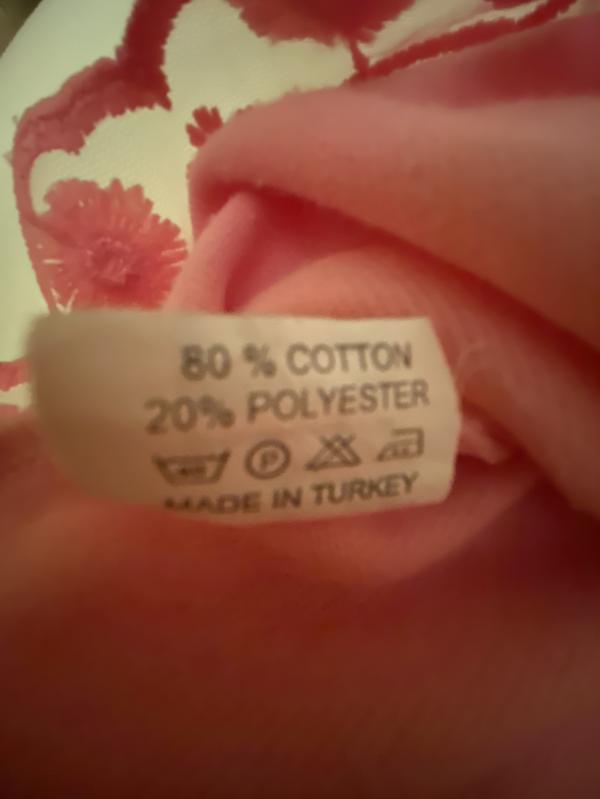 80 % COTTON
20% POLYESTER
P
MADE IN TURKEY